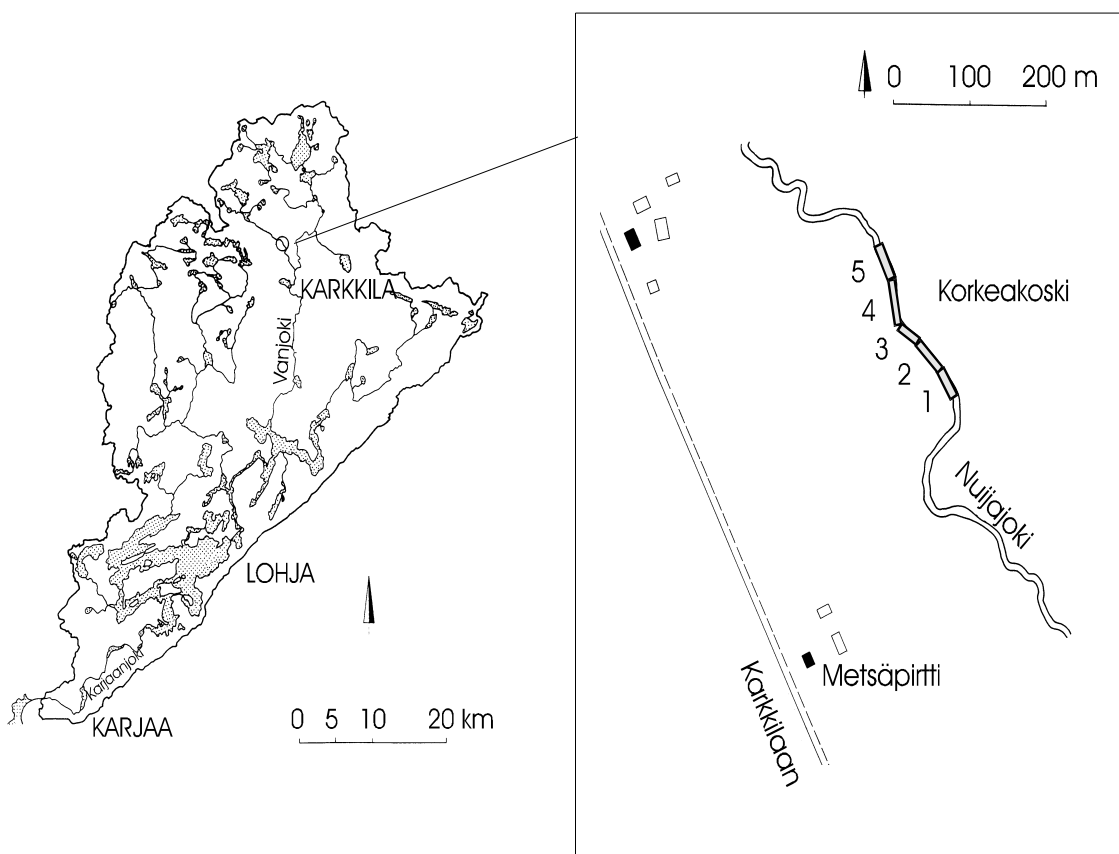 KARKKILA
Vanjoki
LOHJA
Karjaanjoki
KARJAA
0 5 10 20 km
0 100 200 m
5
4
3
2
1
Korkeakoski
Nuijajoki
Metsäpirtti
Karkkilaan